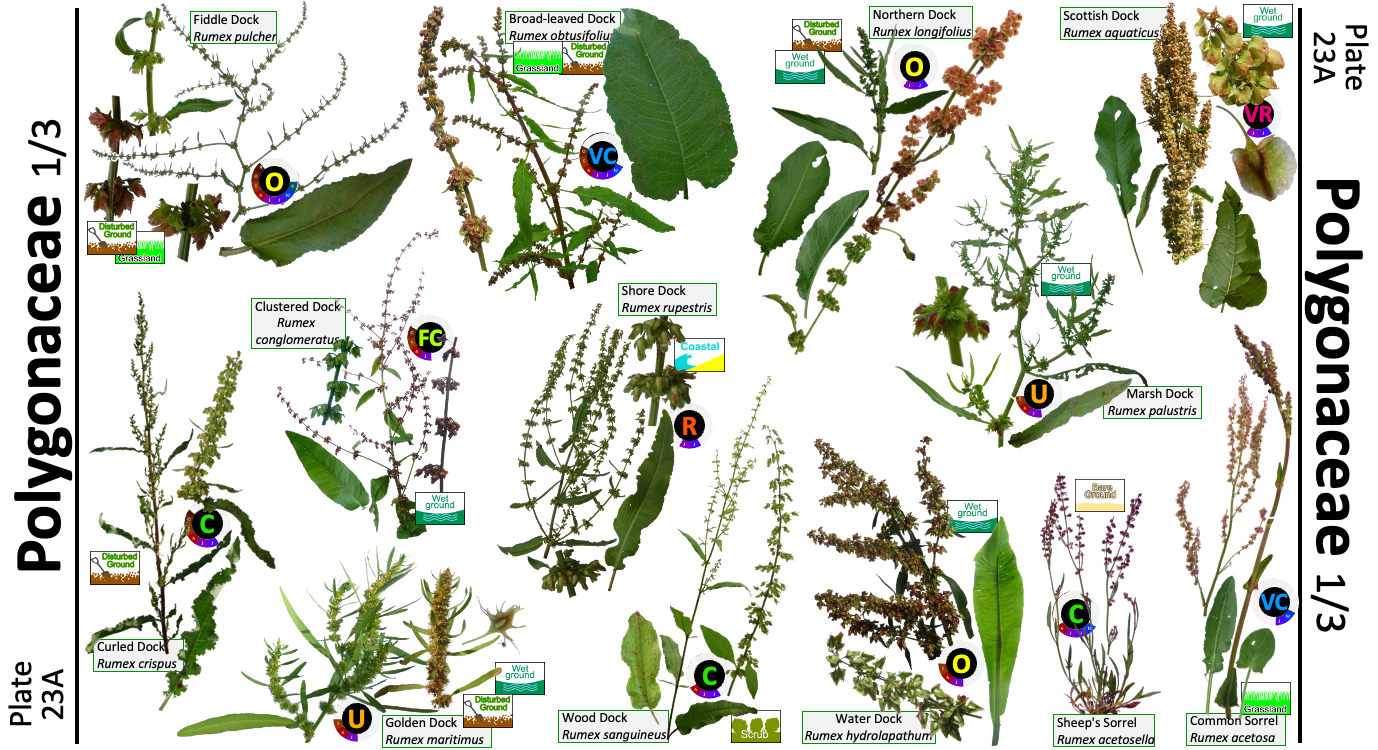 Plate
23A
Polygonaceae 1/3
Fiddle Dock
Rumex pulcher
O
Disturbed
Ground
Grassland
Broad-leaved Dock
Rumex obtusifolius
Grassland
Disturbed
Ground
VC
Northern Dock
Rumex longifolius
Disturbed
Ground
Wet
ground
O
Scottish Dock
Rumex aquaticus
Wet
ground
VR
Clustered Dock
Rumex
conglomeratus
FC
Wet
ground
Shore Dock
Rumex rupestris
Coastal
R
Wet
ground
U
Marsh Dock
Rumex palustris
C
Disturbed
Ground
Curled Dock
Rumex crispus
U
Golden Dock
Rumex maritimus
Wet
ground
Disturbed
Ground
C
Wood Dock
Rumex sanguineus
Scrub
Wet
ground
O
Water Dock
Rumex hydrolapathum
Bare
Ground
C
Sheep's Sorrel
Rumex acetosella
VC
Grassland
Common Sorrel
Rumex acetosa
Plate
23A
Polygonaceae 1/3